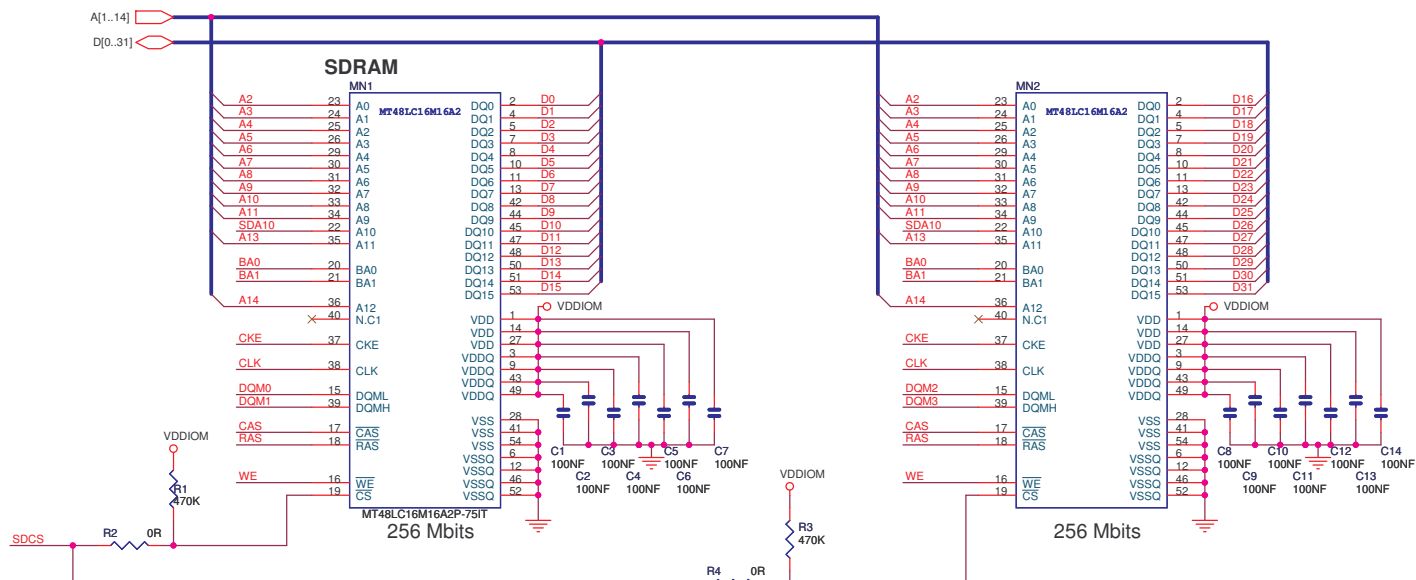 A[1..14]
D[0..31]
SDRAM
MN1 MN2
MT48LC16M16A2 MT48LC16M16A2
A2 23 A0 DQ0 2 D0 A2 23 A0 DQ0 2 D16
A3 24 A1 DQ1 4 D1 A3 24 A1 DQ1 4 D17
A4 25 A2 DQ2 5 D2 A4 25 A2 DQ2 5 D18
A5 26 A3 DQ3 7 D3 A5 26 A3 DQ3 7 D19
A6 29 A4 DQ4 8 D4 A6 29 A4 DQ4 8 D20
A7 30 A5 DQ5 10 D5 A7 30 A5 DQ5 10 D21
A8 31 A6 DQ6 11 D6 A8 31 A6 DQ6 11 D22
A9 32 A7 DQ7 13 D7 A9 32 A7 DQ7 13 D23
A10 33 A8 DQ8 42 D8 A10 33 A8 DQ8 42 D24
A11 34 A9 DQ9 44 D9 A11 34 A9 DQ9 44 D25
SDA10 22 A10 DQ10 45 D10 SDA10 22 A10 DQ10 45 D26
A13 35 A11 DQ11 47 D11 A13 35 A11 DQ11 47 D27
DQ12 48 D12 DQ12 48 D28
BA0 20 BA0 DQ13 50 D13 BA0 20 BA0 DQ13 50 D29
BA1 21 BA1 DQ14 51 D14 BA1 21 BA1 DQ14 51 D30
DQ15 53 D15 DQ15 53 D31
A14 36 A12 VDDIOM A14 36 A12 VDDIOM
40 N.C1 VDD 1 40 N.C1 VDD 1
VDD 14 VDD 14
CKE 37 CKE VDD 27 CKE 37 CKE VDD 27
VDDQ 3 VDDQ 3
CLK 38 CLK VDDQ 9 CLK 38 CLK VDDQ 9
VDDQ 43 VDDQ 43
DQM0 15 DQML VDDQ 49 DQM2 15 DQML VDDQ 49
DQM1 39 DQMH DQM3 39 DQMH
VSS 28 VSS 28
CAS 17 CAS VSS 41 CAS 17 CAS VSS 41
RAS 18 RAS VSS 54 RAS 18 RAS VSS 54
VDDIOM
VSSQ 6 C1 C3 C5 C7 VSSQ 6 C8 C10 C12 C14
100NF 100NF 100NF 100NF 100NF 100NF 100NF 100NF
VSSQ 12 C2 C4 C6 VSSQ 12 C9 C11 C13
WE 16 WE VSSQ 46 100NF 100NF 100NF WE 16 WE VSSQ 46 100NF 100NF 100NF
19 CS VSSQ 52 19 CS VSSQ 52
VDDIOM
R1
470K
MT48LC16M16A2P-75IT
256 Mbits 256 Mbits
R3
470K
SDCS R2 0R
R4 0R